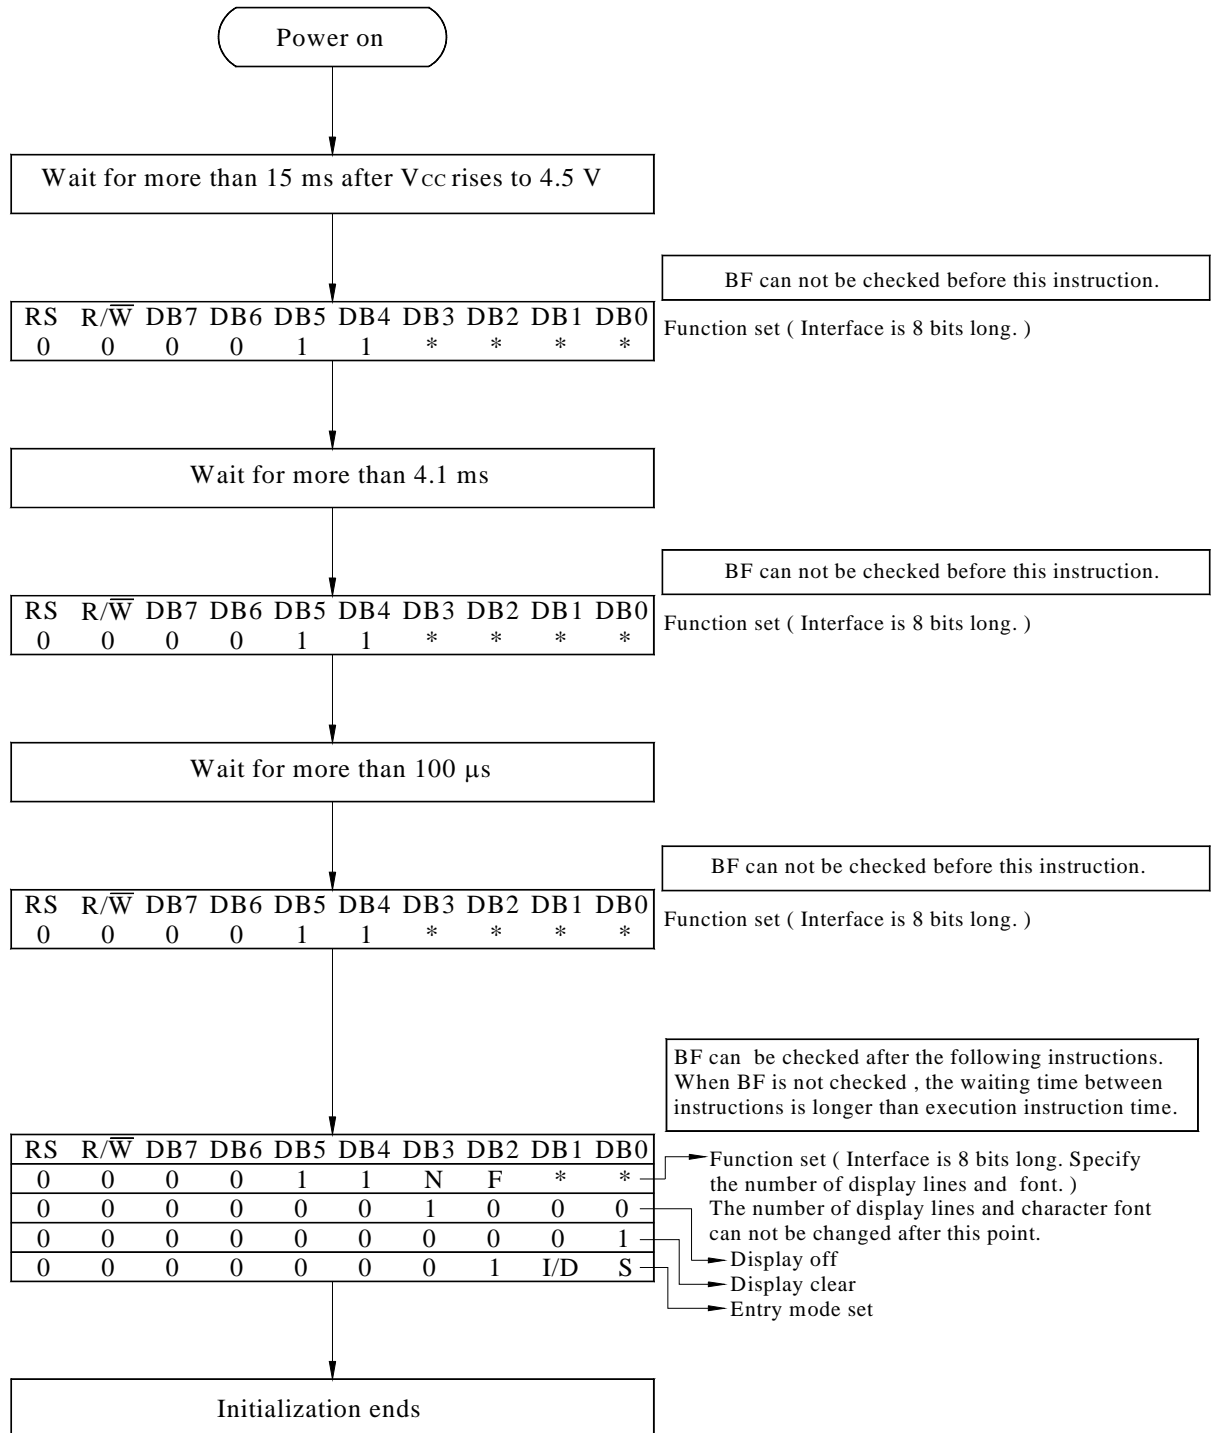 Power on
Wait for more than 15 ms after VCC rises to 4.5 V
BF can not be checked before this instruction.
RS R/W̅ DB7 DB6 DB5 DB4 DB3 DB2 DB1 DB0
0 0 0 0 1 1 * * * *
Function set ( Interface is 8 bits long. )
Wait for more than 4.1 ms
BF can not be checked before this instruction.
RS R/W̅ DB7 DB6 DB5 DB4 DB3 DB2 DB1 DB0
0 0 0 0 1 1 * * * *
Function set ( Interface is 8 bits long. )
Wait for more than 100 μs
BF can not be checked before this instruction.
RS R/W̅ DB7 DB6 DB5 DB4 DB3 DB2 DB1 DB0
0 0 0 0 1 1 * * * *
Function set ( Interface is 8 bits long. )
BF can be checked after the following instructions.
When BF is not checked , the waiting time between
instructions is longer than execution instruction time.
RS R/W̅ DB7 DB6 DB5 DB4 DB3 DB2 DB1 DB0
0 0 0 0 1 1 N F * *
0 0 0 0 0 0 1 0 0 0
0 0 0 0 0 0 0 0 0 1
0 0 0 0 0 0 0 1 I/D S
Function set ( Interface is 8 bits long. Specify
the number of display lines and font. )
The number of display lines and character font
can not be changed after this point.
Display off
Display clear
Entry mode set
Initialization ends